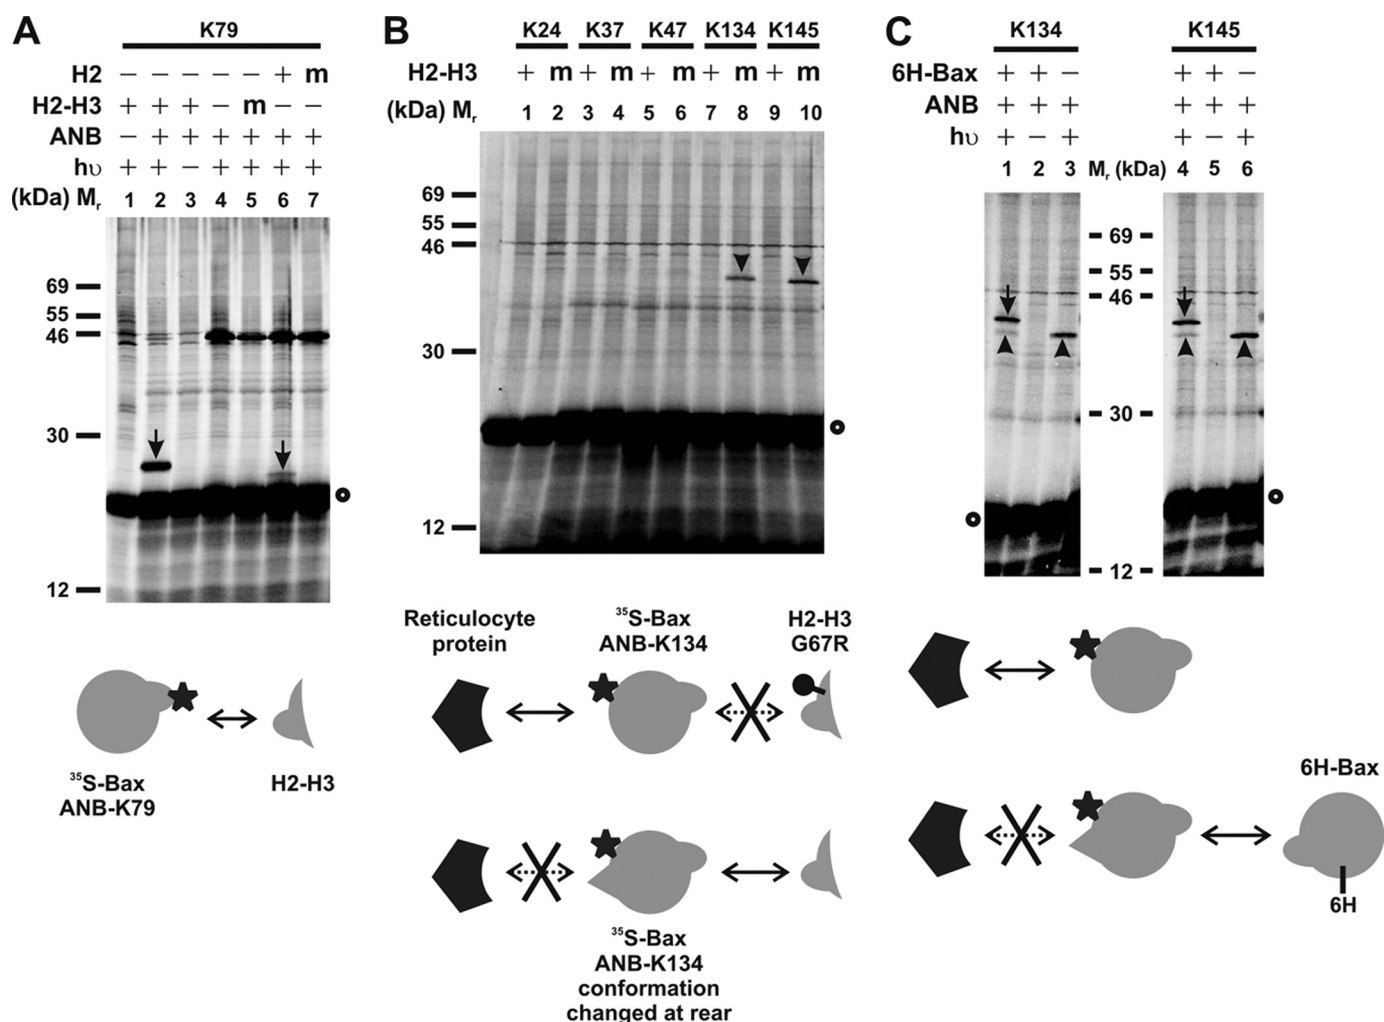 A
K79
H2 − − − − − + m
H2-H3 + + + − m − −
ANB − + + + + + +
hυ + + − + + + +
(kDa) Mr 1 2 3 4 5 6 7
69
55
46
30
12
35S-Bax
ANB-K79
H2-H3
B
K24 K37 K47 K134 K145
H2-H3 + m + m + m + m + m
(kDa) Mr 1 2 3 4 5 6 7 8 9 10
69
55
46
30
12
Reticulocyte
protein
35S-Bax
ANB-K134
H2-H3
G67R
35S-Bax
ANB-K134
conformation
changed at rear
C
K134 K145
6H-Bax + + − + + −
ANB + + + + + +
hυ + − + + − +
1 2 3 Mr (kDa) 4 5 6
69
55
46
30
12
6H-Bax
6H